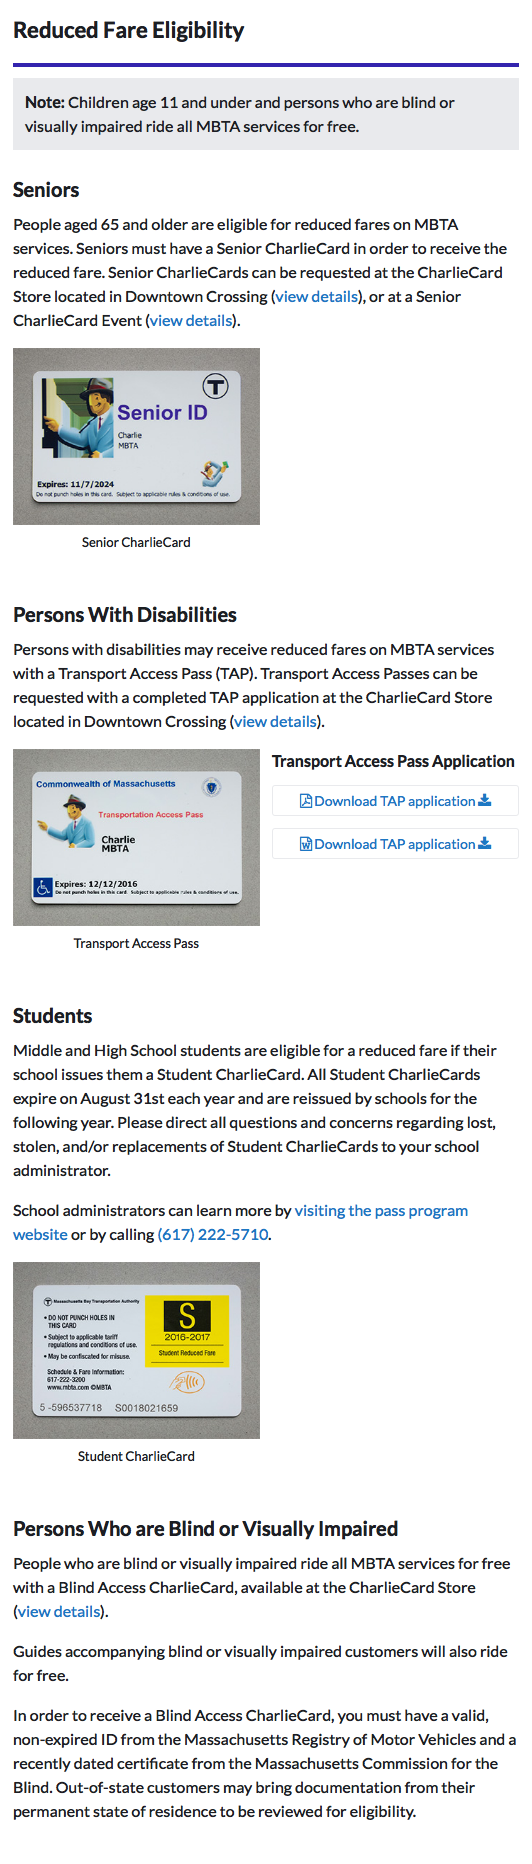 Reduced Fare Eligibility
Note: Children age 11 and under and persons who are blind or
visually impaired ride all MBTA services for free.
Seniors
People aged 65 and older are eligible for reduced fares on MBTA
services. Seniors must have a Senior CharlieCard in order to receive the
reduced fare. Senior CharlieCards can be requested at the CharlieCard
Store located in Downtown Crossing (view details), or at a Senior
CharlieCard Event (view details).
T
Senior ID
Charlie
MBTA
Expires: 11/7/2024
Do not punch holes in this card. Subject to applicable rules & conditions of use.
Senior CharlieCard
Persons With Disabilities
Persons with disabilities may receive reduced fares on MBTA services
with a Transport Access Pass (TAP). Transport Access Passes can be
requested with a completed TAP application at the CharlieCard Store
located in Downtown Crossing (view details).
Commonwealth of Massachusetts
Transportation Access Pass
Charlie
MBTA
Expires: 12/12/2016
Do not punch holes in this card. Subject to applicable rules & conditions of use.
Transport Access Pass
Transport Access Pass Application
Download TAP application
Download TAP application
Students
Middle and High School students are eligible for a reduced fare if their
school issues them a Student CharlieCard. All Student CharlieCards
expire on August 31st each year and are reissued by schools for the
following year. Please direct all questions and concerns regarding lost,
stolen, and/or replacements of Student CharlieCards to your school
administrator.
School administrators can learn more by visiting the pass program
website or by calling (617) 222-5710.
T Massachusetts Bay Transportation Authority
• DO NOT PUNCH HOLES IN
THIS CARD
• Subject to applicable tariff
regulations and conditions of use.
• May be confiscated for misuse.
Schedule & Fare Information:
617-222-3200
www.mbta.com ©MBTA
S
2016-2017
Student Reduced Fare
5 -596537718 S0018021659
Student CharlieCard
Persons Who are Blind or Visually Impaired
People who are blind or visually impaired ride all MBTA services for free
with a Blind Access CharlieCard, available at the CharlieCard Store
(view details).
Guides accompanying blind or visually impaired customers will also ride
for free.
In order to receive a Blind Access CharlieCard, you must have a valid,
non-expired ID from the Massachusetts Registry of Motor Vehicles and a
recently dated certificate from the Massachusetts Commission for the
Blind. Out-of-state customers may bring documentation from their
permanent state of residence to be reviewed for eligibility.